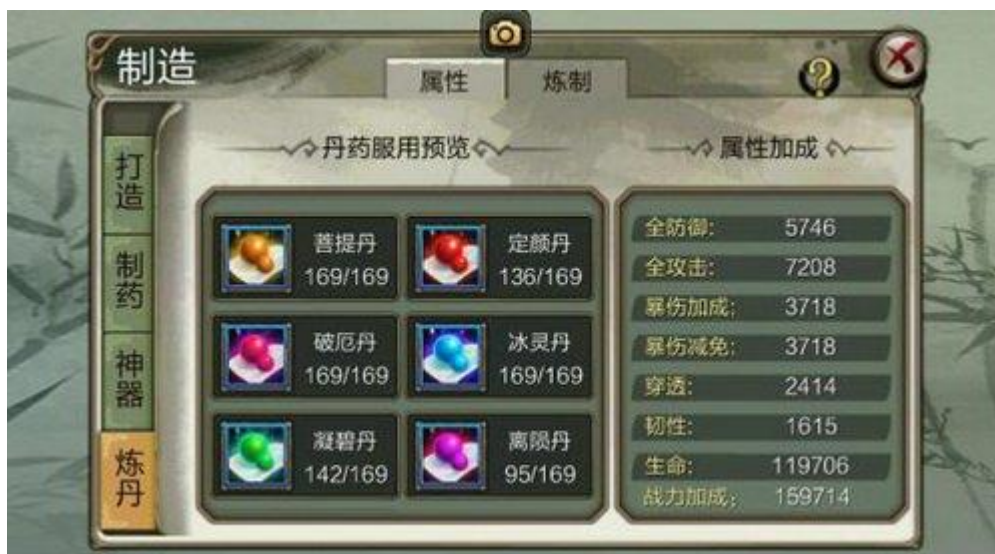 制造
属性
炼制
打造
制药
神器
炼丹
丹药服用预览
菩提丹
169/169
定颜丹
136/169
破厄丹
169/169
冰灵丹
169/169
凝碧丹
142/169
离陨丹
95/169
属性加成
全防御: 5746
全攻击: 7208
暴伤加成: 3718
暴伤减免: 3718
穿透: 2414
韧性: 1615
生命: 119706
战力加成: 159714